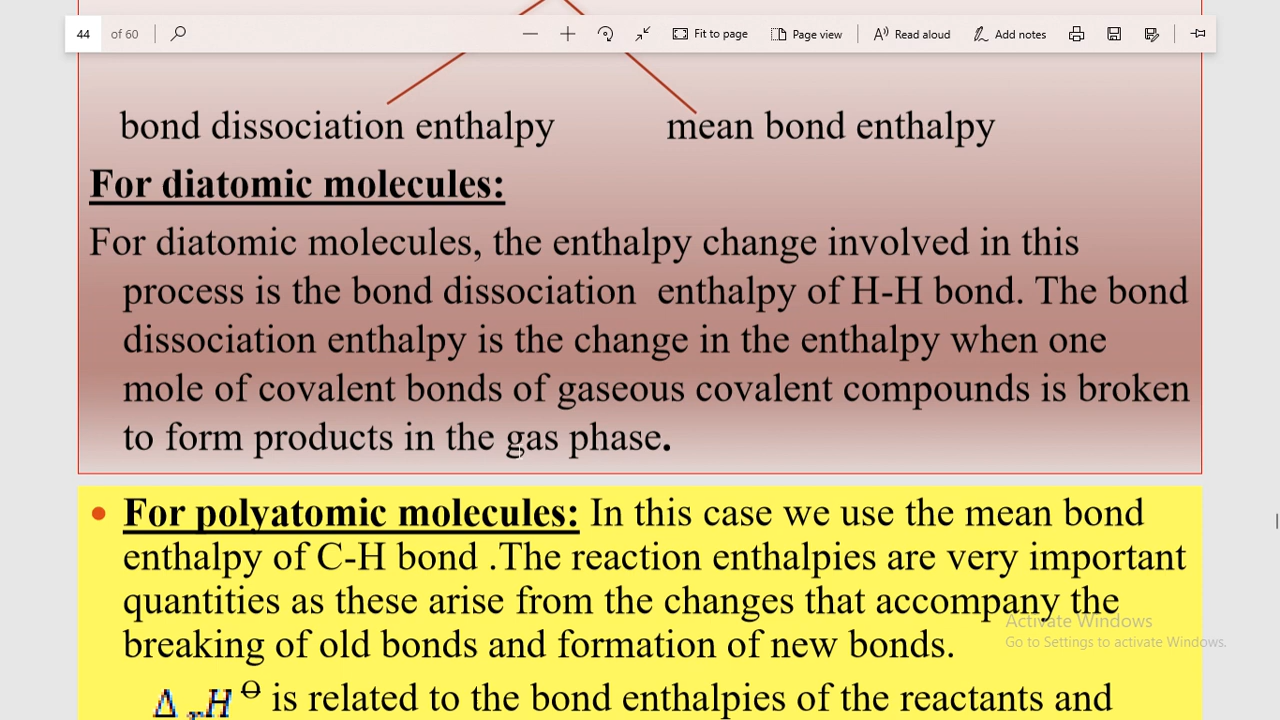 44 of 60 Fit to page Page view Read aloud Add notes
bond dissociation enthalpy mean bond enthalpy
For diatomic molecules:
For diatomic molecules, the enthalpy change involved in this
process is the bond dissociation enthalpy of H-H bond. The bond
dissociation enthalpy is the change in the enthalpy when one
mole of covalent bonds of gaseous covalent compounds is broken
to form products in the gas phase.
• For polyatomic molecules: In this case we use the mean bond
enthalpy of C-H bond .The reaction enthalpies are very important
quantities as these arise from the changes that accompany the
breaking of old bonds and formation of new bonds.
Activate Windows
Go to Settings to activate Windows.
Δ r H ⊖ is related to the bond enthalpies of the reactants and